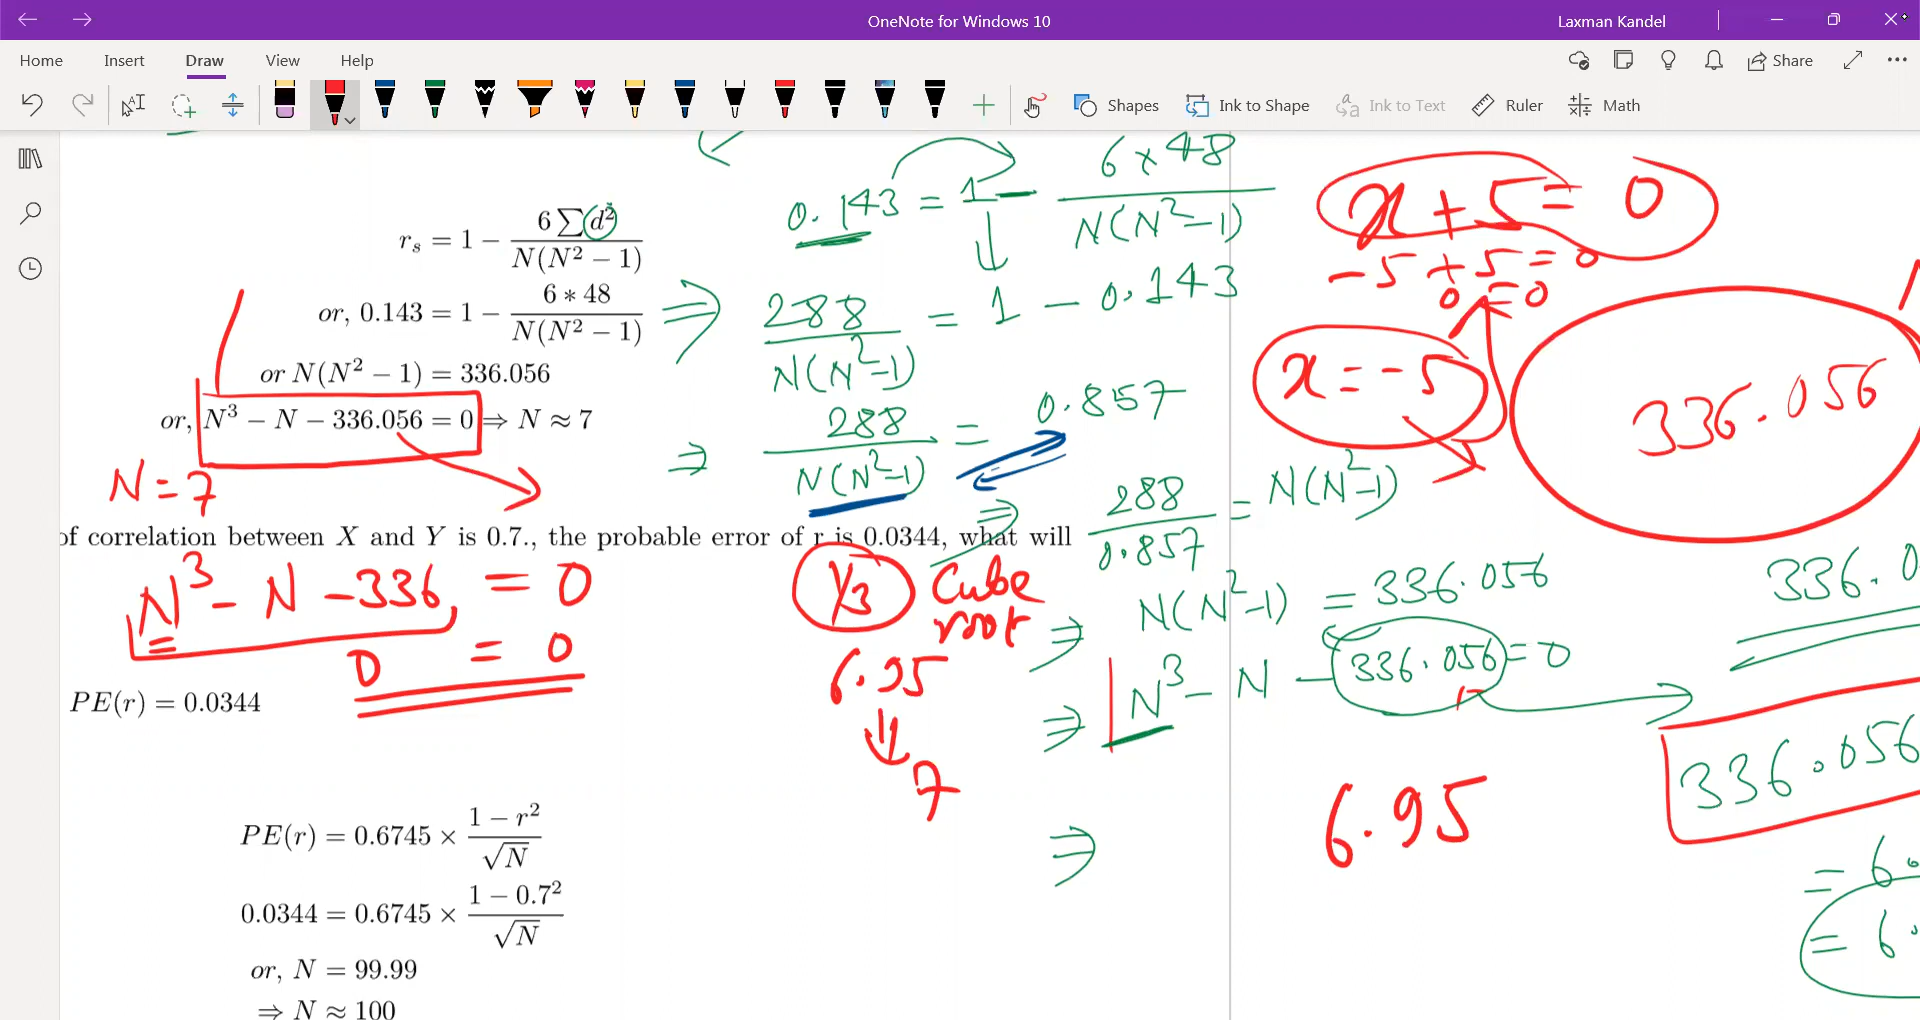 OneNote for Windows 10
Laxman Kandel
Home Insert Draw View Help
Share
Shapes Ink to Shape Ink to Text Ruler Math
r_s = 1 − 6∑d² / N(N² − 1)
or, 0.143 = 1 − 6 ∗ 48 / N(N² − 1)
or N(N² − 1) = 336.056
or, N³ − N − 336.056 = 0 ⇒ N ≈ 7
N = 7
of correlation between X and Y is 0.7., the probable error of r is 0.0344, what will
N³ − N − 336 = 0
0 = 0
PE(r) = 0.0344
PE(r) = 0.6745 × 1 − r² / √N
0.0344 = 0.6745 × 1 − 0.7² / √N
or, N = 99.99
⇒ N ≈ 100
0.143 = 1 − 6 × 48 / N(N² − 1)
⇒ 288 / N(N² − 1) = 1 − 0.143
⇒ 288 / N(N² − 1) = 0.857
⇒ 288 / 0.857 = N(N² − 1)
⇒ N(N² − 1) = 336.056
⇒ N³ − N − 336.056 = 0
⇒
1/3 Cube
root
6.95
7
6.95
x + 5 = 0
−5 + 5 = 0
0 = 0
x = −5
336.056
336.0
336.056
= 6.
= 6.